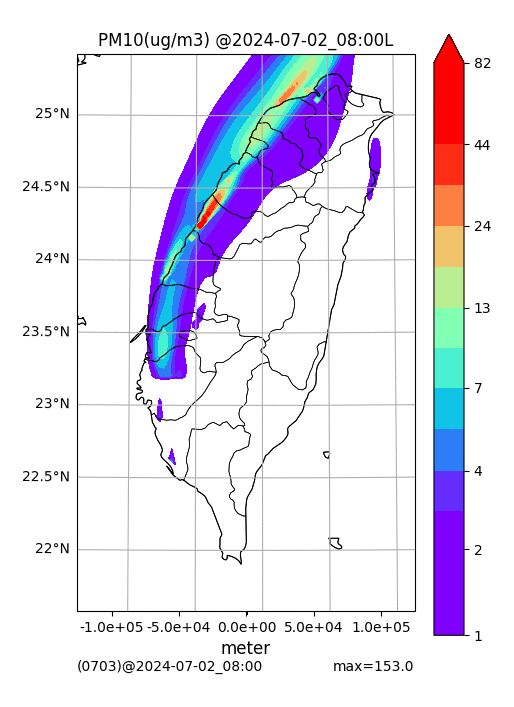 PM10(ug/m3) @2024-07-02_08:00L
82
25°N
44
24.5°N
24
24°N
13
23.5°N
7
23°N
4
22.5°N
2
22°N
1
-1.0e+05 -5.0e+04 0.0e+00 5.0e+04 1.0e+05
meter
(0703)@2024-07-02_08:00 max=153.0